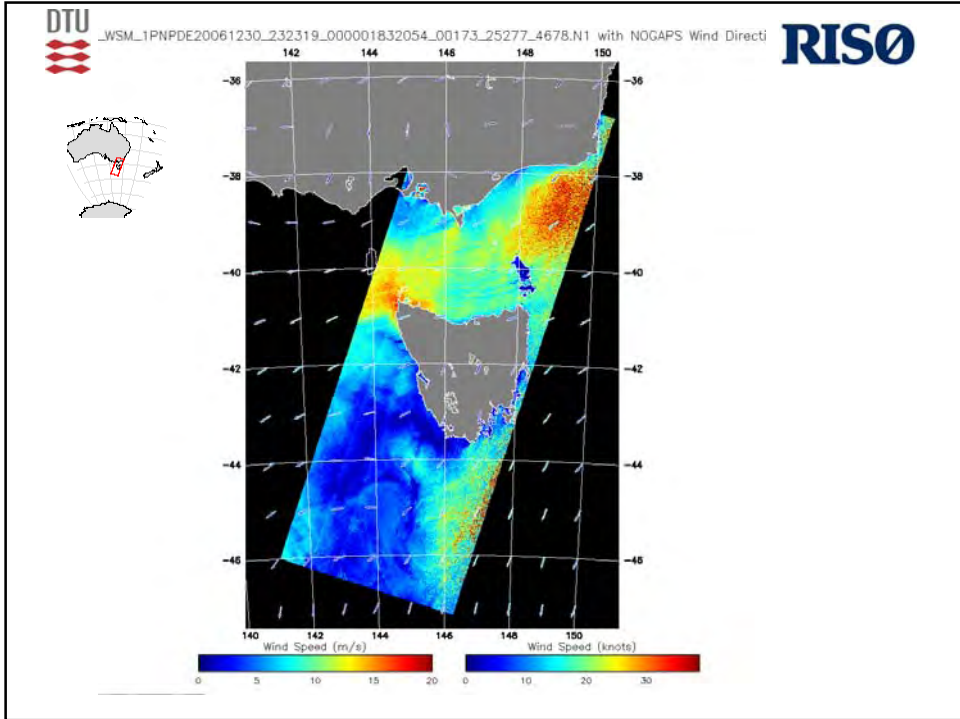 DTU
_WSM_1PNPDE20061230_232319_000001832054_00173_25277_4678.N1 with NOGAPS Wind Directi
RISØ
142 144 146 148 150
-36 -36
-38 -38
-40 -40
-42 -42
-44 -44
-46 -46
140 142 144 146 148 150
Wind Speed (m/s) Wind Speed (knots)
0 5 10 15 20 0 10 20 30